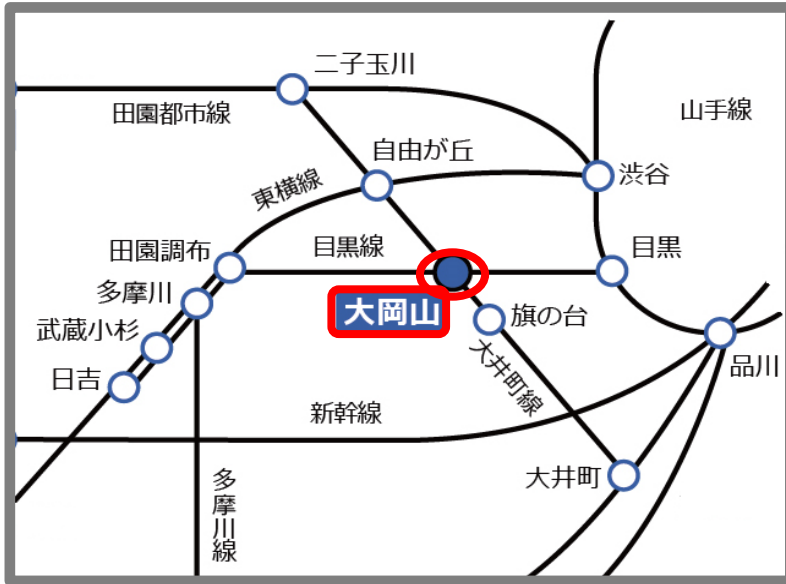 二子玉川
田園都市線
山手線
自由が丘
渋谷
東横線
田園調布
目黒線
目黒
多摩川
大岡山
旗の台
武蔵小杉
大井町線
品川
日吉
新幹線
大井町
多摩川線